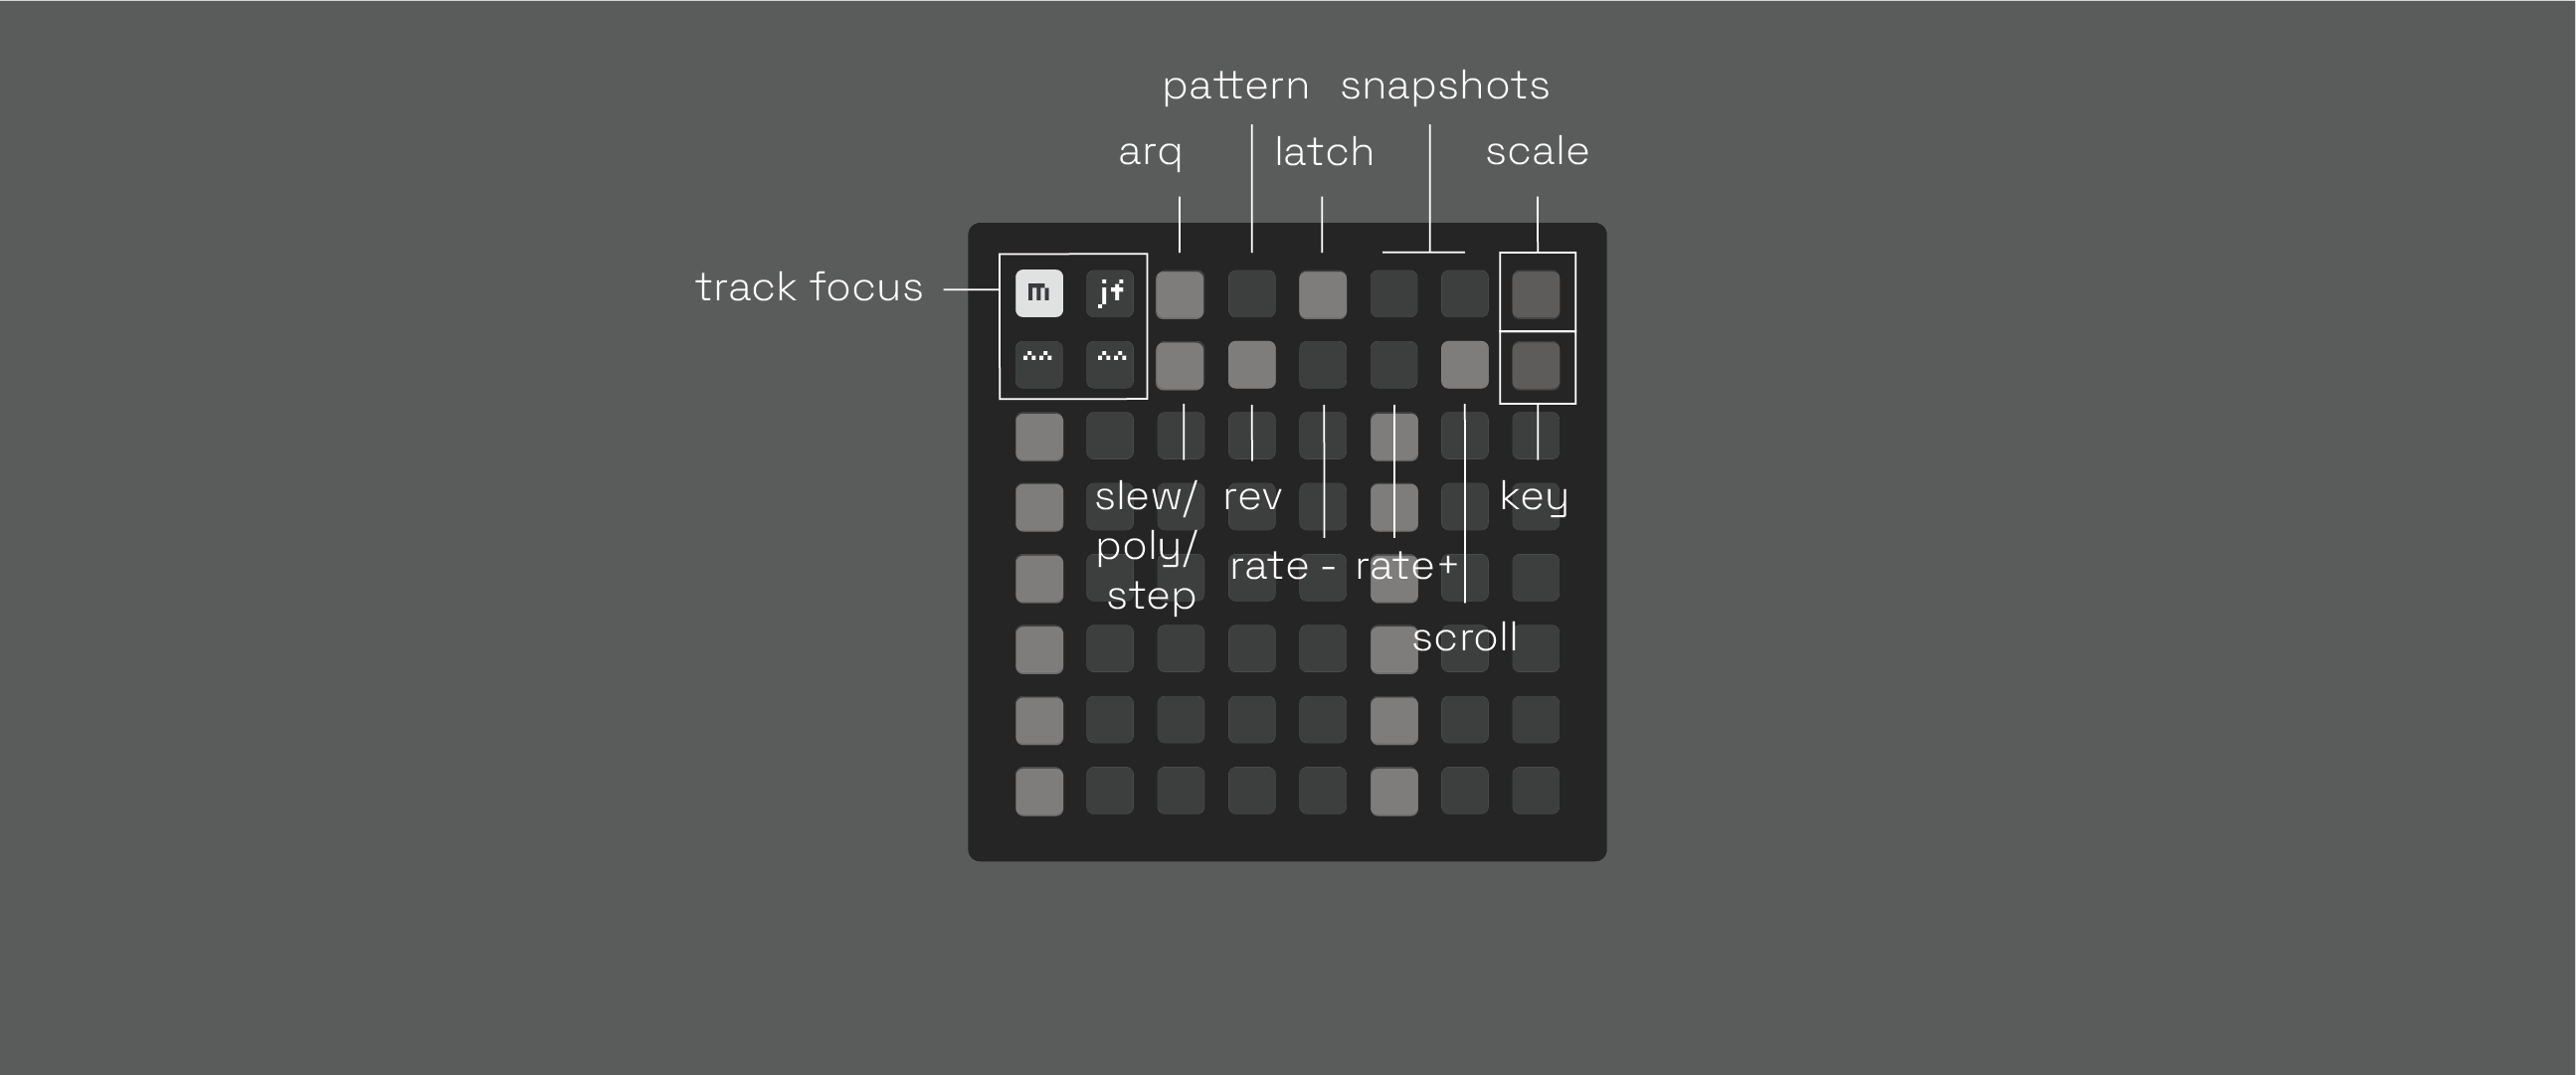 pattern snapshots
arq latch scale
track focus
m jf
slew/ rev key
poly/
rate - rate+
step
scroll